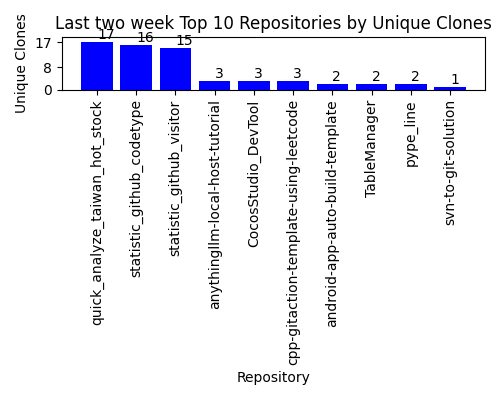 Last two week Top 10 Repositories by Unique Clones
Unique Clones
17
8
0
17
16
15
3
3
3
2
2
2
1
quick_analyze_taiwan_hot_stock
statistic_github_codetype
statistic_github_visitor
anythingllm-local-host-tutorial
CocosStudio_DevTool
cpp-gitaction-template-using-leetcode
android-app-auto-build-template
TableManager
pype_line
svn-to-git-solution
Repository